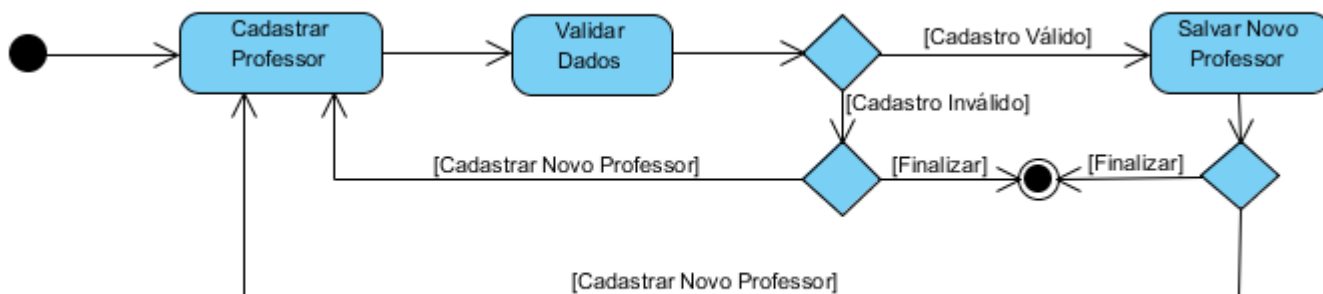 Cadastrar
Professor
Validar
Dados
[Cadastro Válido]
Salvar Novo
Professor
[Cadastro Inválido]
[Cadastrar Novo Professor]
[Finalizar]
[Finalizar]
[Cadastrar Novo Professor]